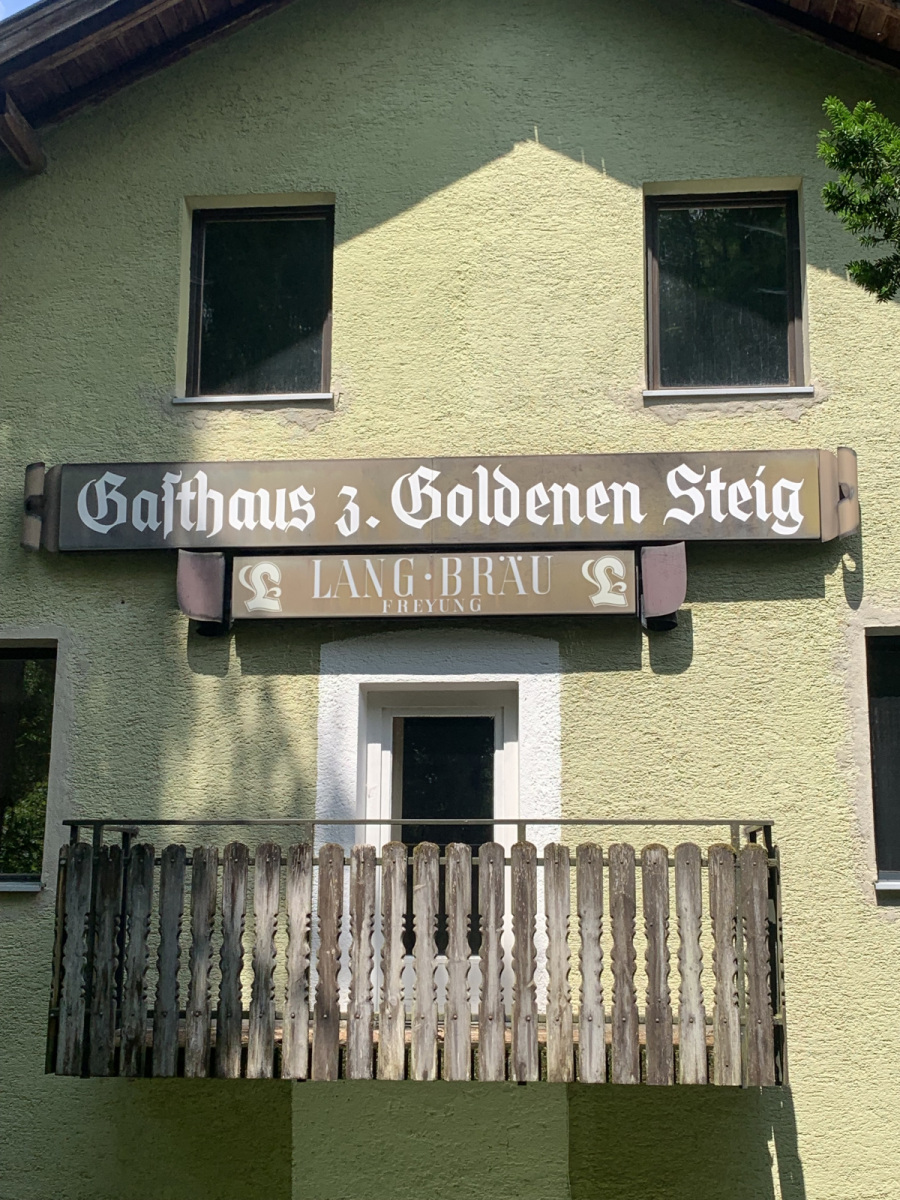 Gaſthaus z. Goldenen Steig
L LANG·BRÄU L
FREYUNG